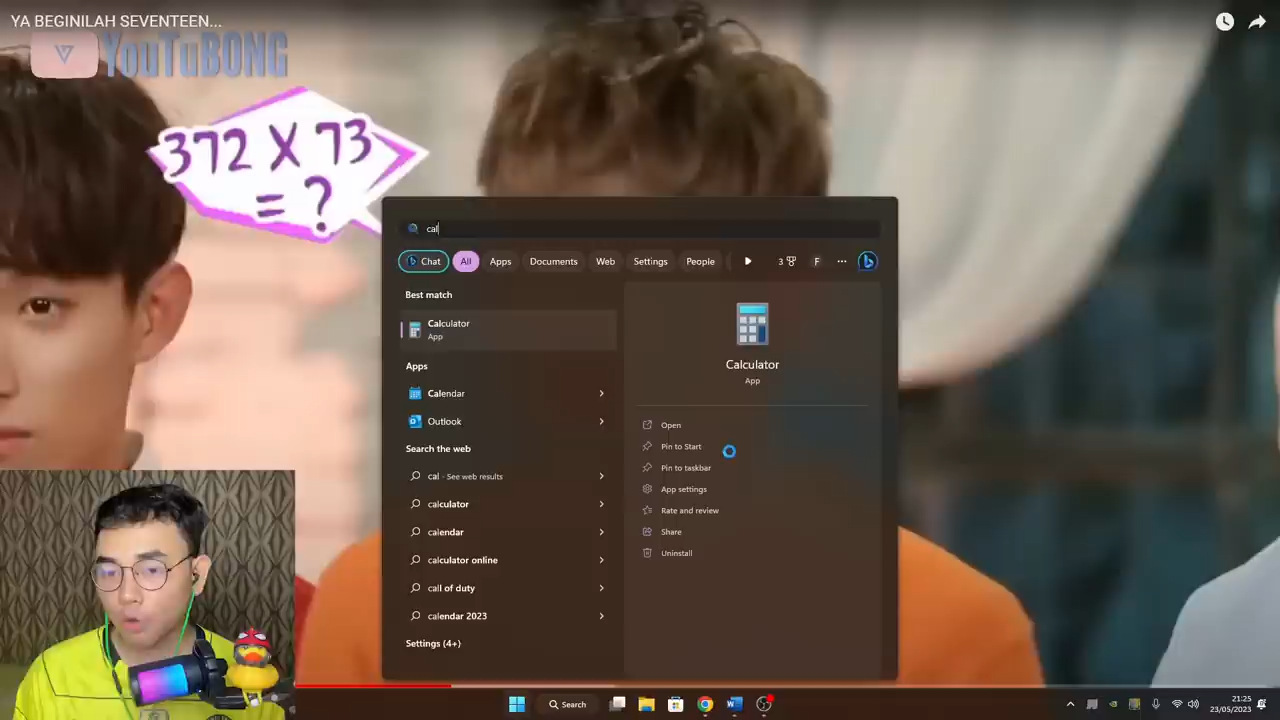 YA BEGINILAH SEVENTEEN...
YouTuBONG
372 X 73
= ?
cal
Chat All Apps Documents Web Settings People 3 F ...
Best match
Calculator
App
Apps
Calendar
Outlook
Search the web
cal - See web results
calculator
calendar
calculator online
call of duty
calendar 2023
Settings (4+)
Calculator
App
Open
Pin to Start
Pin to taskbar
App settings
Rate and review
Share
Uninstall
Search
21:25
23/05/2023